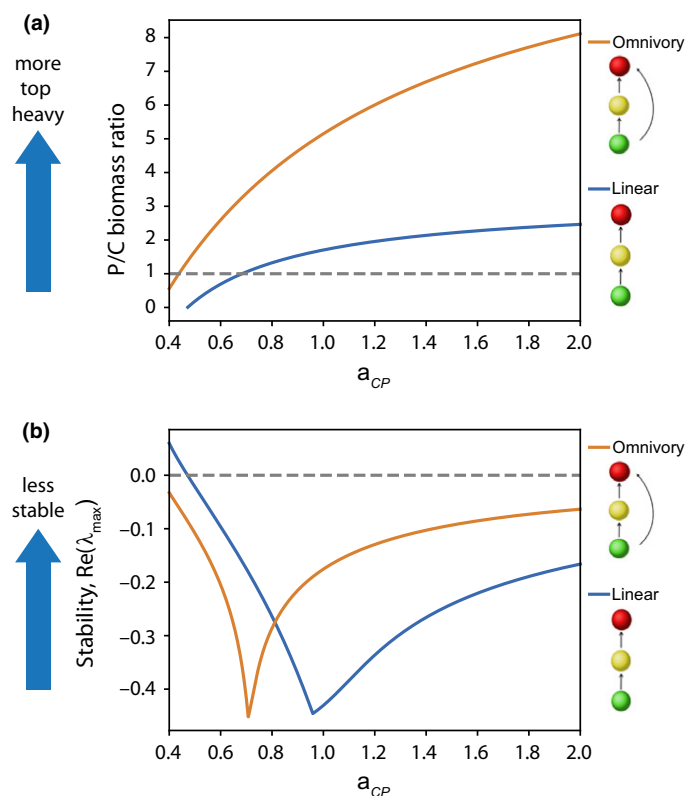 (a)
more
top
heavy
P/C biomass ratio
8
7
6
5
4
3
2
1
0
0.4 0.6 0.8 1.0 1.2 1.4 1.6 1.8 2.0
a_CP
Omnivory
Linear
(b)
less
stable
Stability, Re(λ_max)
0.0
−0.1
−0.2
−0.3
−0.4
0.4 0.6 0.8 1.0 1.2 1.4 1.6 1.8 2.0
a_CP
Omnivory
Linear